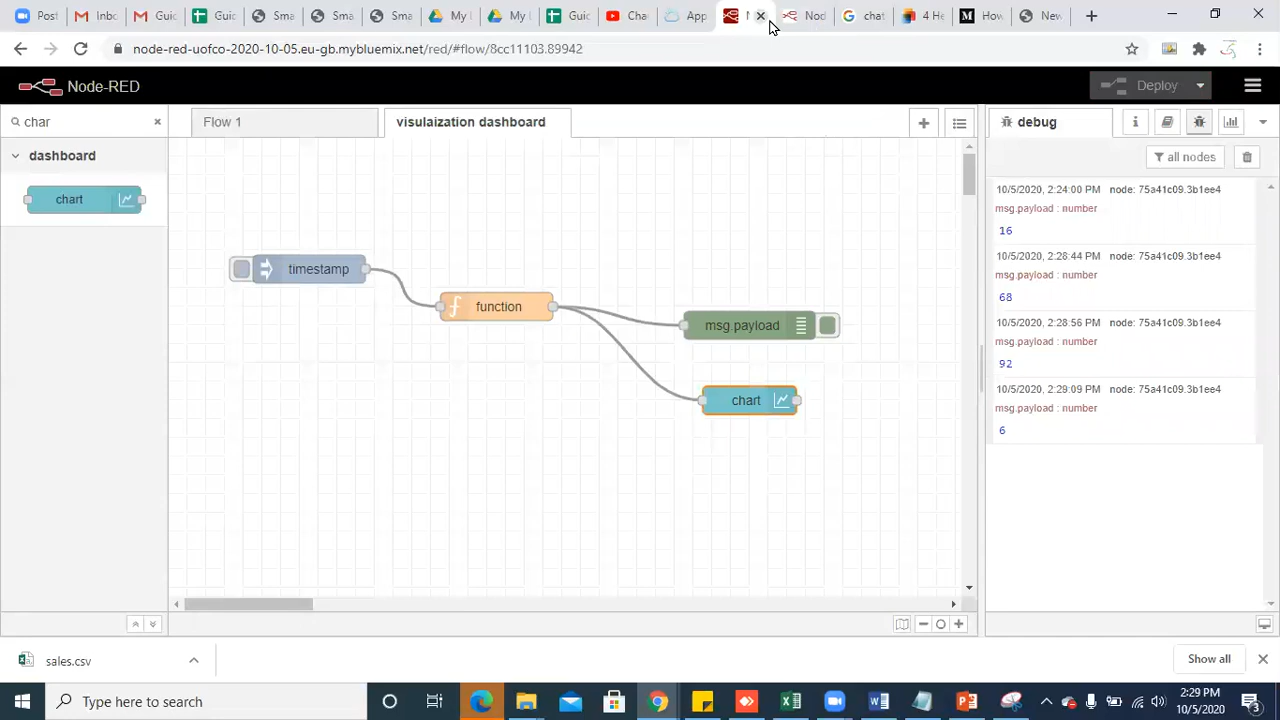 Post
Inbo
Guid
Guid
Sma
Sma
Sma
My
My
Guid
Cha
App
N
Nod
chat
4 He
How
New
node-red-uofco-2020-10-05.eu-gb.mybluemix.net/red/#flow/8cc11103.89942
Node-RED
Deploy
char
Flow 1
visulaization dashboard
debug
dashboard
all nodes
chart
timestamp
function
msg.payload
chart
10/5/2020, 2:24:00 PM node: 75a41c09.3b1ee4
msg.payload : number
16
10/5/2020, 2:28:44 PM node: 75a41c09.3b1ee4
msg.payload : number
68
10/5/2020, 2:28:56 PM node: 75a41c09.3b1ee4
msg.payload : number
92
10/5/2020, 2:29:09 PM node: 75a41c09.3b1ee4
msg.payload : number
6
sales.csv
Show all
Type here to search
2:29 PM
10/5/2020
3